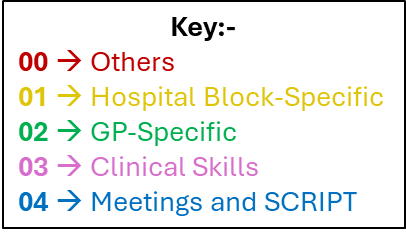 Key:-
00 → Others
01 → Hospital Block-Specific
02 → GP-Specific
03 → Clinical Skills
04 → Meetings and SCRIPT